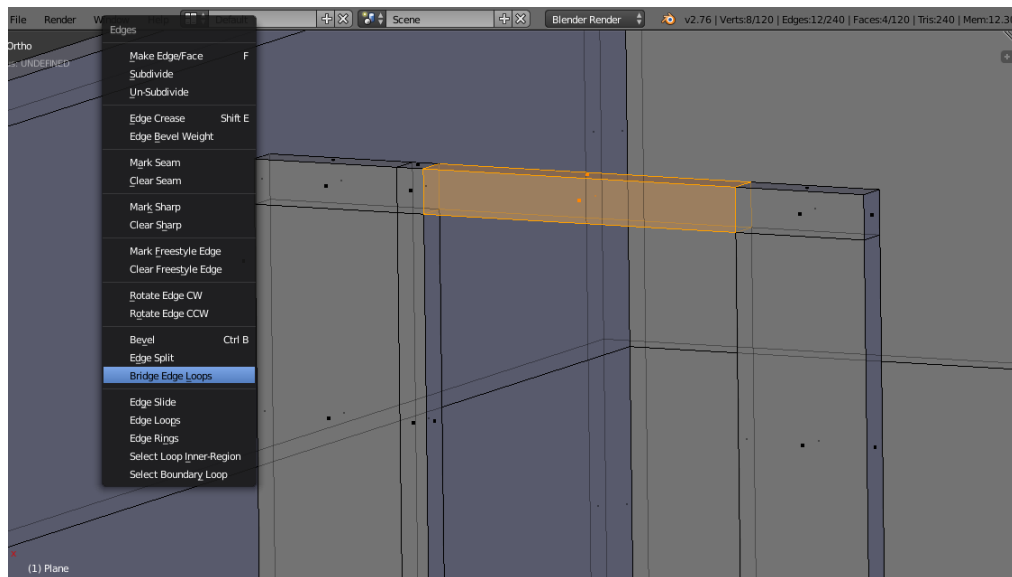 File Render W Help Default Scene Blender Render v2.76 | Verts:8/120 | Edges:12/240 | Faces:4/120 | Tris:240 | Mem:12.3
Ortho
s: UNDEFINED
Edges
Make Edge/Face F
Subdivide
Un-Subdivide
Edge Crease Shift E
Edge Bevel Weight
Mark Seam
Clear Seam
Mark Sharp
Clear Sharp
Mark Freestyle Edge
Clear Freestyle Edge
Rotate Edge CW
Rotate Edge CCW
Bevel Ctrl B
Edge Split
Bridge Edge Loops
Edge Slide
Edge Loops
Edge Rings
Select Loop Inner-Region
Select Boundary Loop
(1) Plane